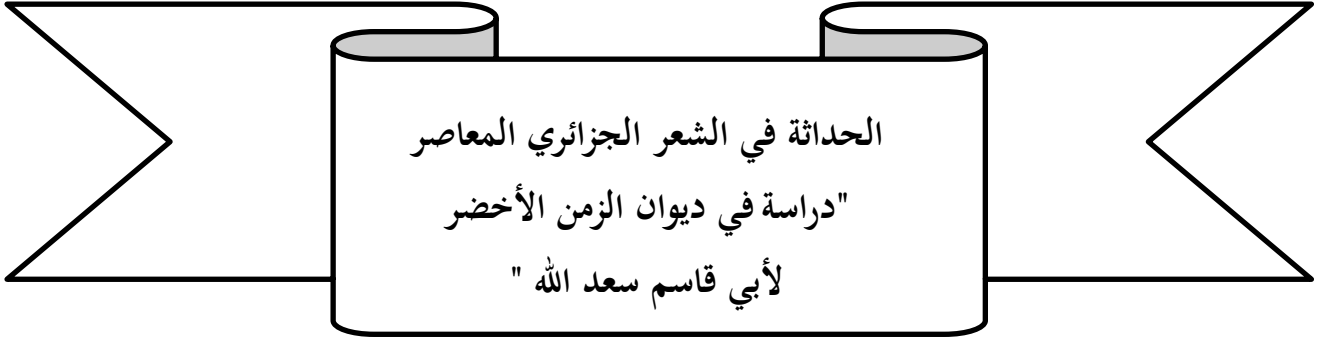 الحداثة في الشعر الجزائري المعاصر
"دراسة في ديوان الزمن الأخضر
لأبي قاسم سعد الله "